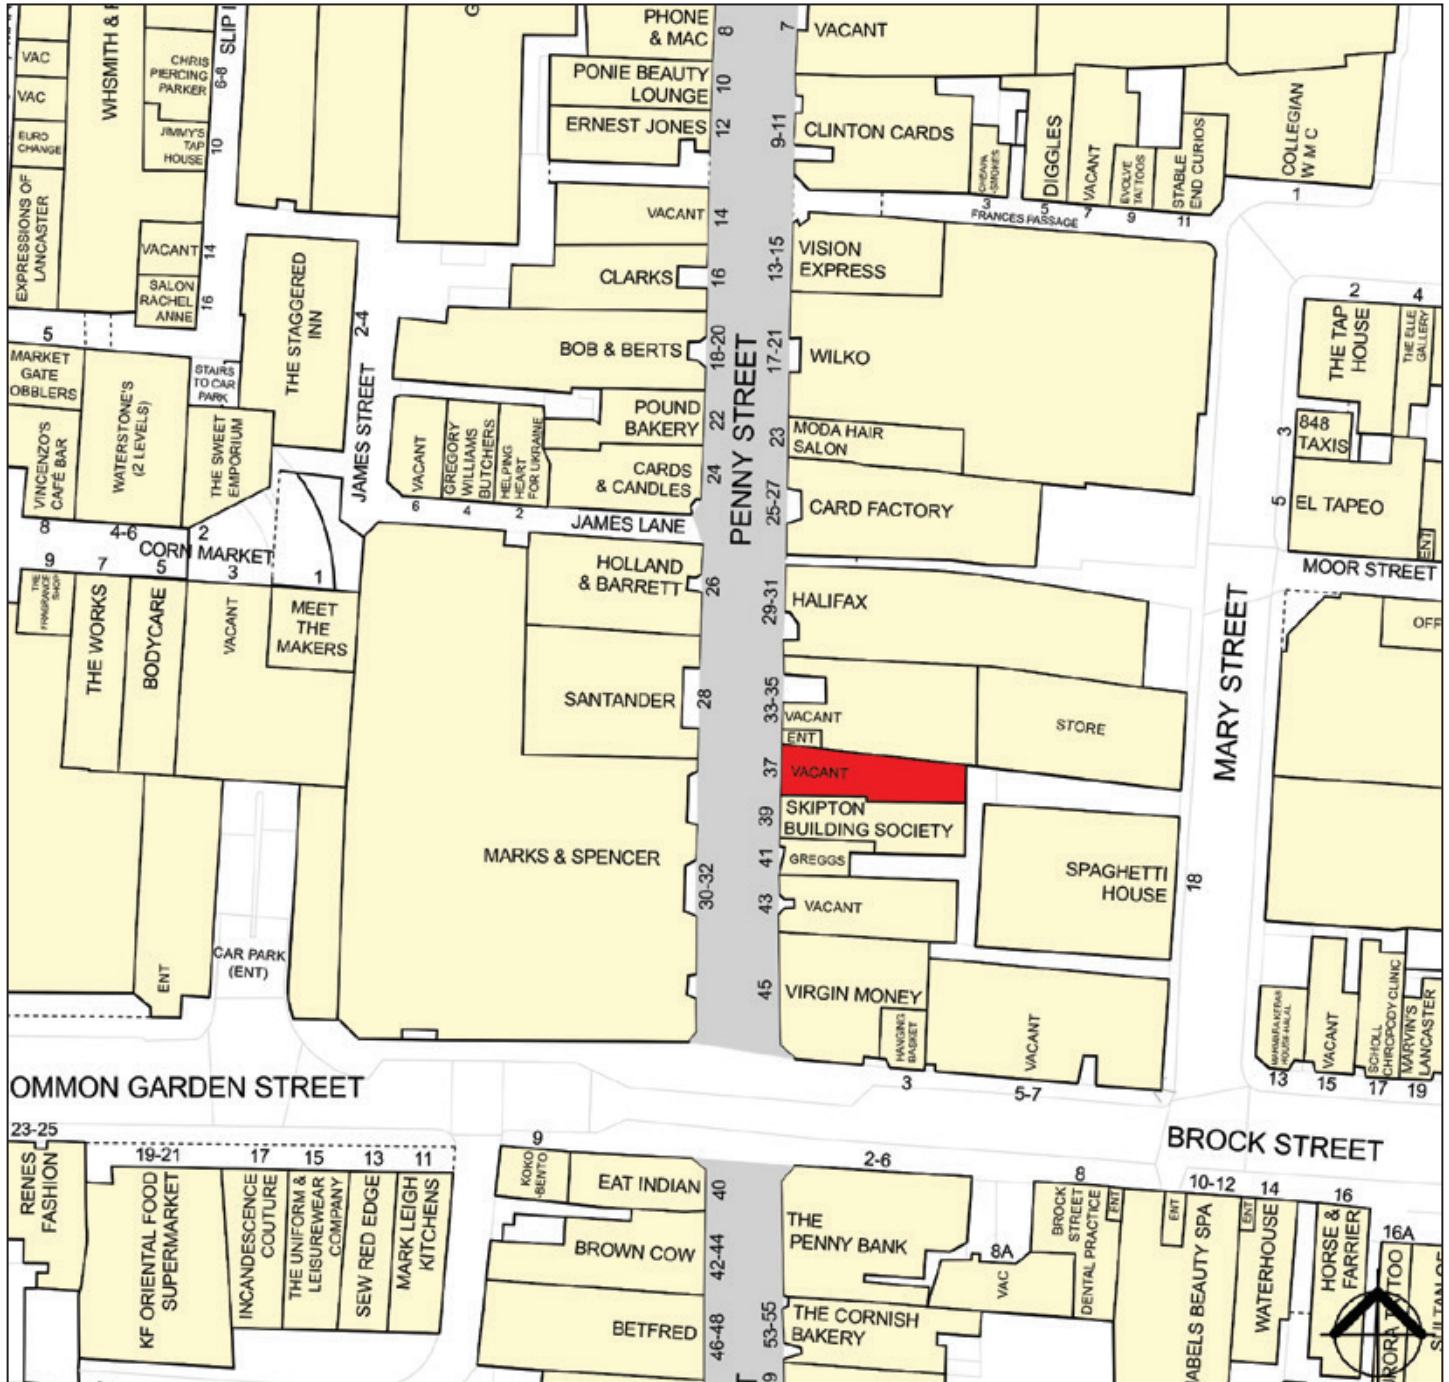 PHONE
& MAC
8
7
VACANT
WHSMITH &
SLIP
G
VAC
VAC
CHRIS
PIERCING
PARKER
6-8
PONIE BEAUTY
LOUNGE
10
ERNEST JONES
12
9-11
CLINTON CARDS
EURO
CHANGE
JIMMY'S
TAP
HOUSE
10
CHEAPA
-SMOKES
3
DIGGLES
5
VACANT
7
EVOLVE
TATTOOS
9
STABLE
END CURIOS
11
COLLEGIAN
W M C
1
FRANCES PASSAGE
EXPRESSIONS OF
LANCASTER
VACANT
14
SALON
RACHEL
ANNE
16
VACANT
14
CLARKS
16
13-15
VISION
EXPRESS
THE STAGGERED
INN
2-4
JAMES STREET
BOB & BERTS
18-20
17-21
WILKO
2
THE TAP
HOUSE
4
THE ELLE
GALLERY
5
MARKET
GATE
OBBLERS
WATERSTONE'S
(2 LEVELS)
STAIRS
TO CAR
PARK
THE SWEET
EMPORIUM
VINCENZO'S
CAFÉ BAR
POUND
BAKERY
22
PENNY STREET
23
MODA HAIR
SALON
3
848
TAXIS
VACANT
6
GREGORY
WILLIAMS
BUTCHERS
4
HELPING
HEART
FOR UKRAINE
2
CARDS
& CANDLES
24
25-27
CARD FACTORY
5
EL TAPEO
ENT
8
4-6
2
CORN MARKET
JAMES LANE
MOOR STREET
9
THE
FRAGRANCE
SHOP
7
THE WORKS
5
BODYCARE
3
VACANT
1
MEET
THE
MAKERS
HOLLAND
& BARRETT
26
29-31
HALIFAX
OFF
MARY STREET
SANTANDER
28
33-35
VACANT
ENT
STORE
37
VACANT
39
SKIPTON
BUILDING SOCIETY
MARKS & SPENCER
30-32
41
GREGGS
43
VACANT
SPAGHETTI
HOUSE
18
ENT
CAR PARK
(ENT)
45
VIRGIN MONEY
HANGING
BASKET
3
VACANT
5-7
13
VACANT
15
SCHOLL
CHIROPODY CLINIC
17
MARVIN'S
LANCASTER
19
OMMON GARDEN STREET
BROCK STREET
23-25
RENES
FASHION
19-21
KF ORIENTAL FOOD
SUPERMARKET
17
INCANDESCENCE
COUTURE
15
THE UNIFORM &
LEISUREWEAR
COMPANY
13
SEW RED EDGE
11
MARK LEIGH
KITCHENS
9
KOKO
-BENTO
EAT INDIAN
40
BROWN COW
42-44
BETFRED
46-48
2-6
THE
PENNY BANK
53-55
THE CORNISH
BAKERY
8A
VAC
8
BROCK
STREET
DENTAL PRACTICE
ENT
10-12
ENT
ABELS BEAUTY SPA
14
ENT
WATERHOUSE
16
HORSE &
FARRIER
16A